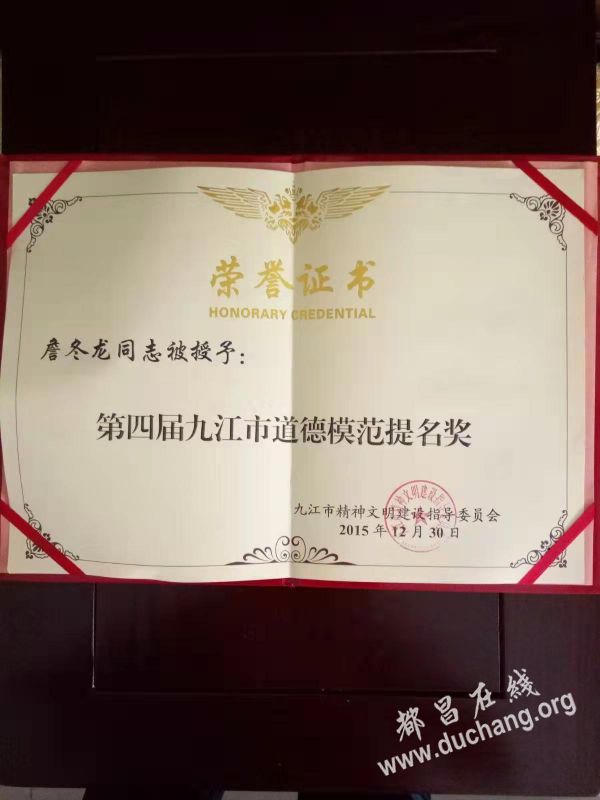 荣誉证书
HONORARY CREDENTIAL
詹冬龙同志被授予：
第四届九江市道德模范提名奖
九江市精神文明建设指导委员会
2015年12月30日
都昌在线
www.duchang.org